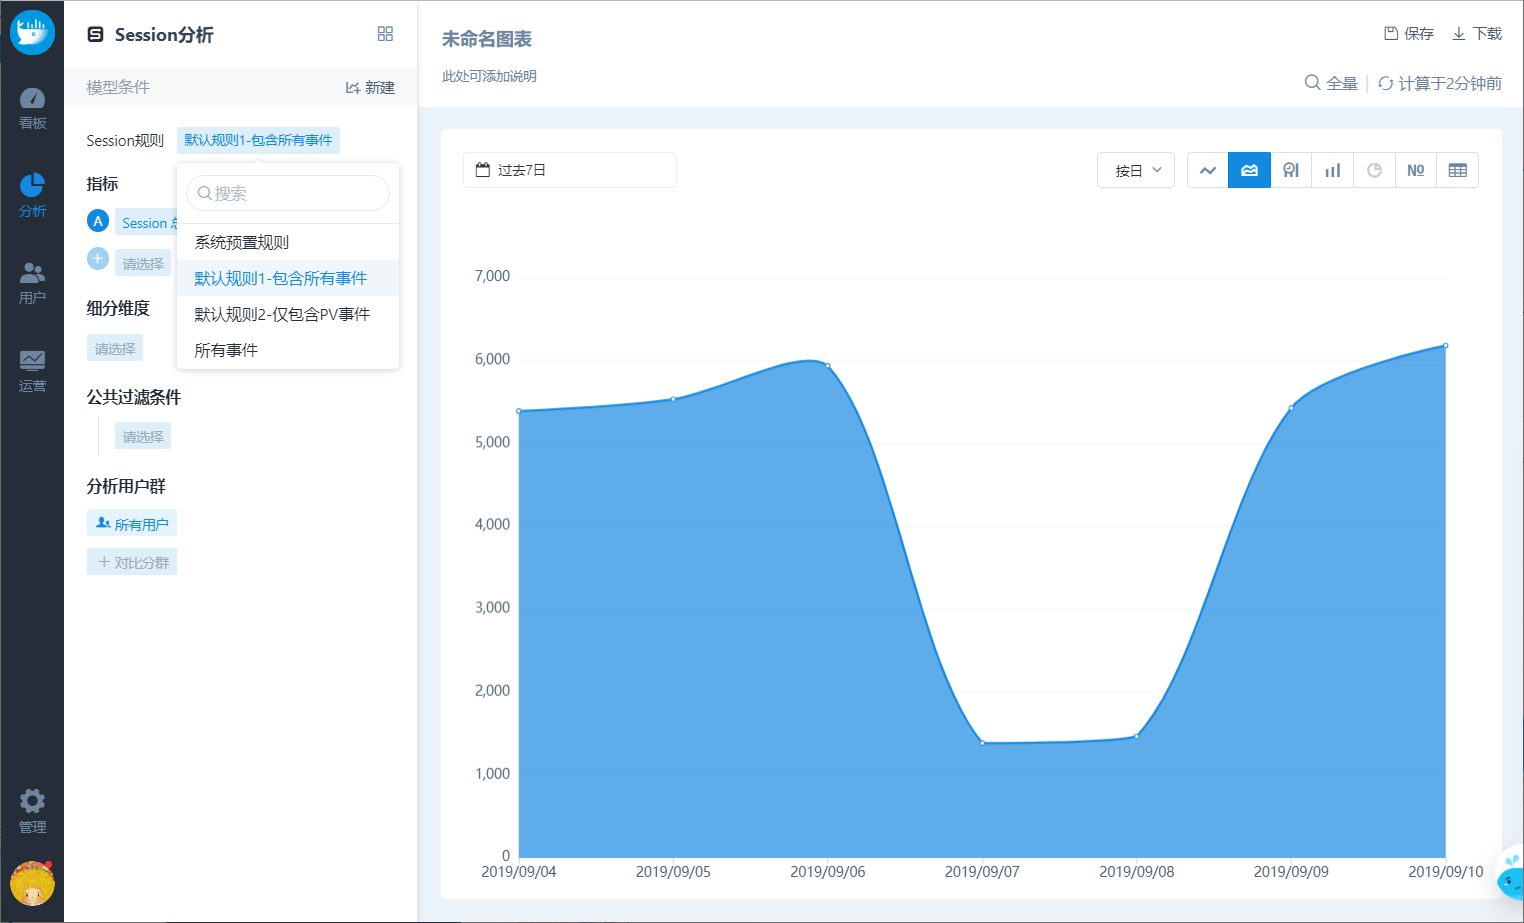 看板
分析
用户
运营
管理
Session分析
模型条件
新建
Session规则 默认规则1-包含所有事件
搜索
系统预置规则
默认规则1-包含所有事件
默认规则2-仅包含PV事件
所有事件
指标
A Session
请选择
细分维度
请选择
公共过滤条件
请选择
分析用户群
所有用户
对比分群
未命名图表
此处可添加说明
保存 下载
全量 计算于2分钟前
过去7日
按日
№
7,000
6,000
5,000
4,000
3,000
2,000
1,000
0
2019/09/04 2019/09/05 2019/09/06 2019/09/07 2019/09/08 2019/09/09 2019/09/10